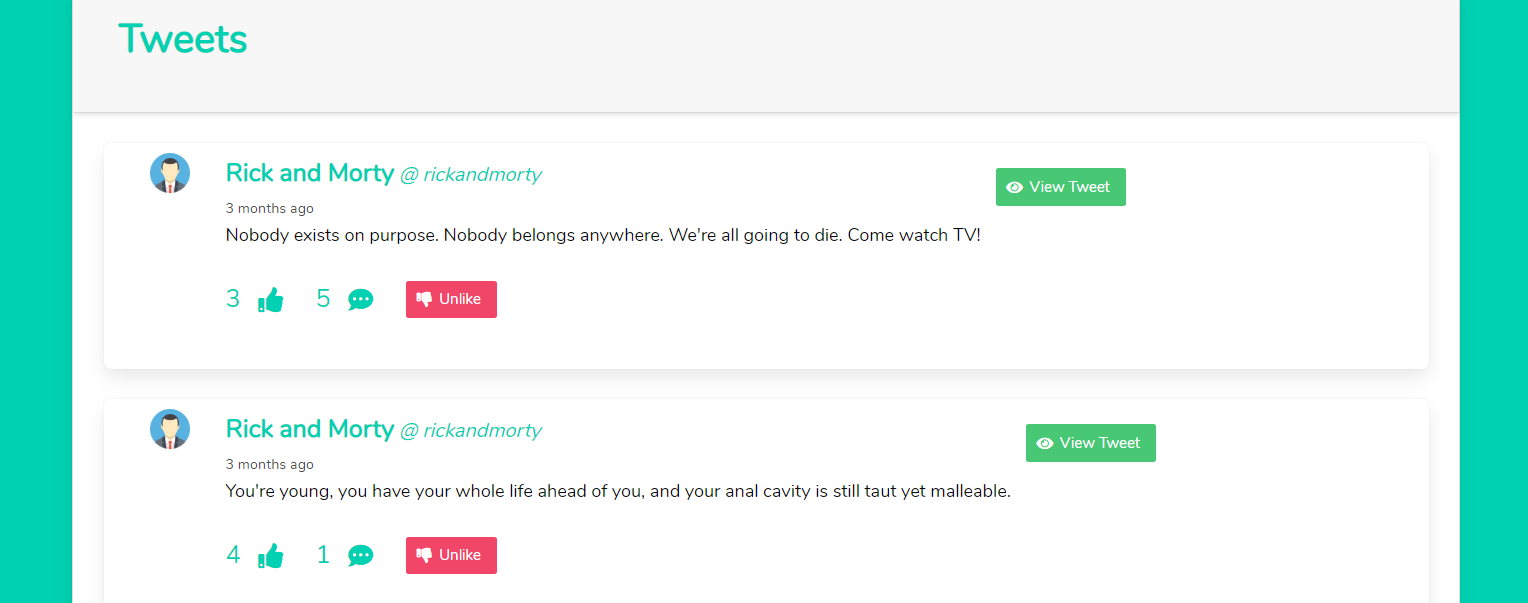 Tweets
Rick and Morty @ rickandmorty
View Tweet
3 months ago
Nobody exists on purpose. Nobody belongs anywhere. We're all going to die. Come watch TV!
3 5 Unlike
Rick and Morty @ rickandmorty
View Tweet
3 months ago
You're young, you have your whole life ahead of you, and your anal cavity is still taut yet malleable.
4 1 Unlike